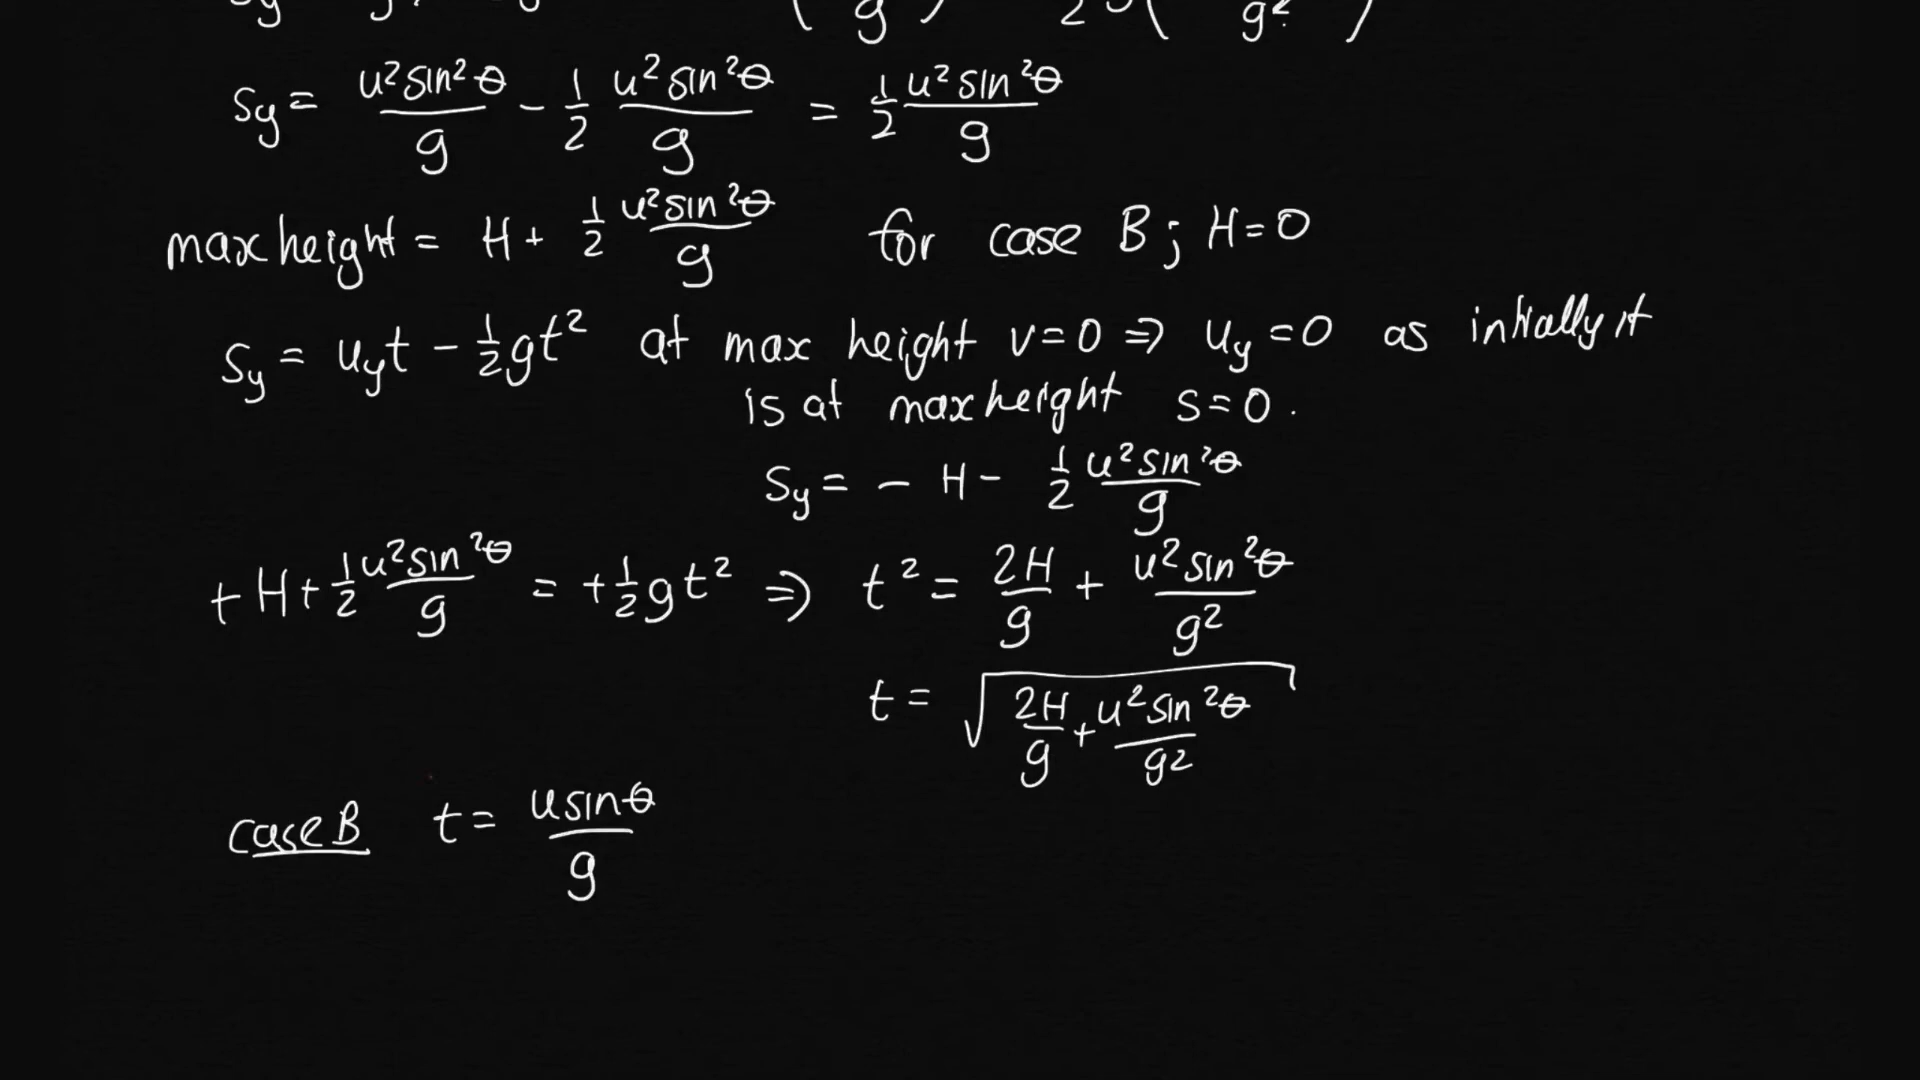 Sy = u²sin²θ/g - 1/2 u²sin²θ/g = 1/2 u²sin²θ/g
max height = H + 1/2 u²sin²θ/g for case B; H=0
Sy = uyt - 1/2gt² at max height v=0 ⇒ uy=0 as initially it
is at max height s=0.
Sy = - H - 1/2 u²sin²θ/g
+H+1/2 u²sin²θ/g = +1/2gt² ⇒ t² = 2H/g + u²sin²θ/g²
t = √(2H/g + u²sin²θ/g²)
case B t = usinθ/g